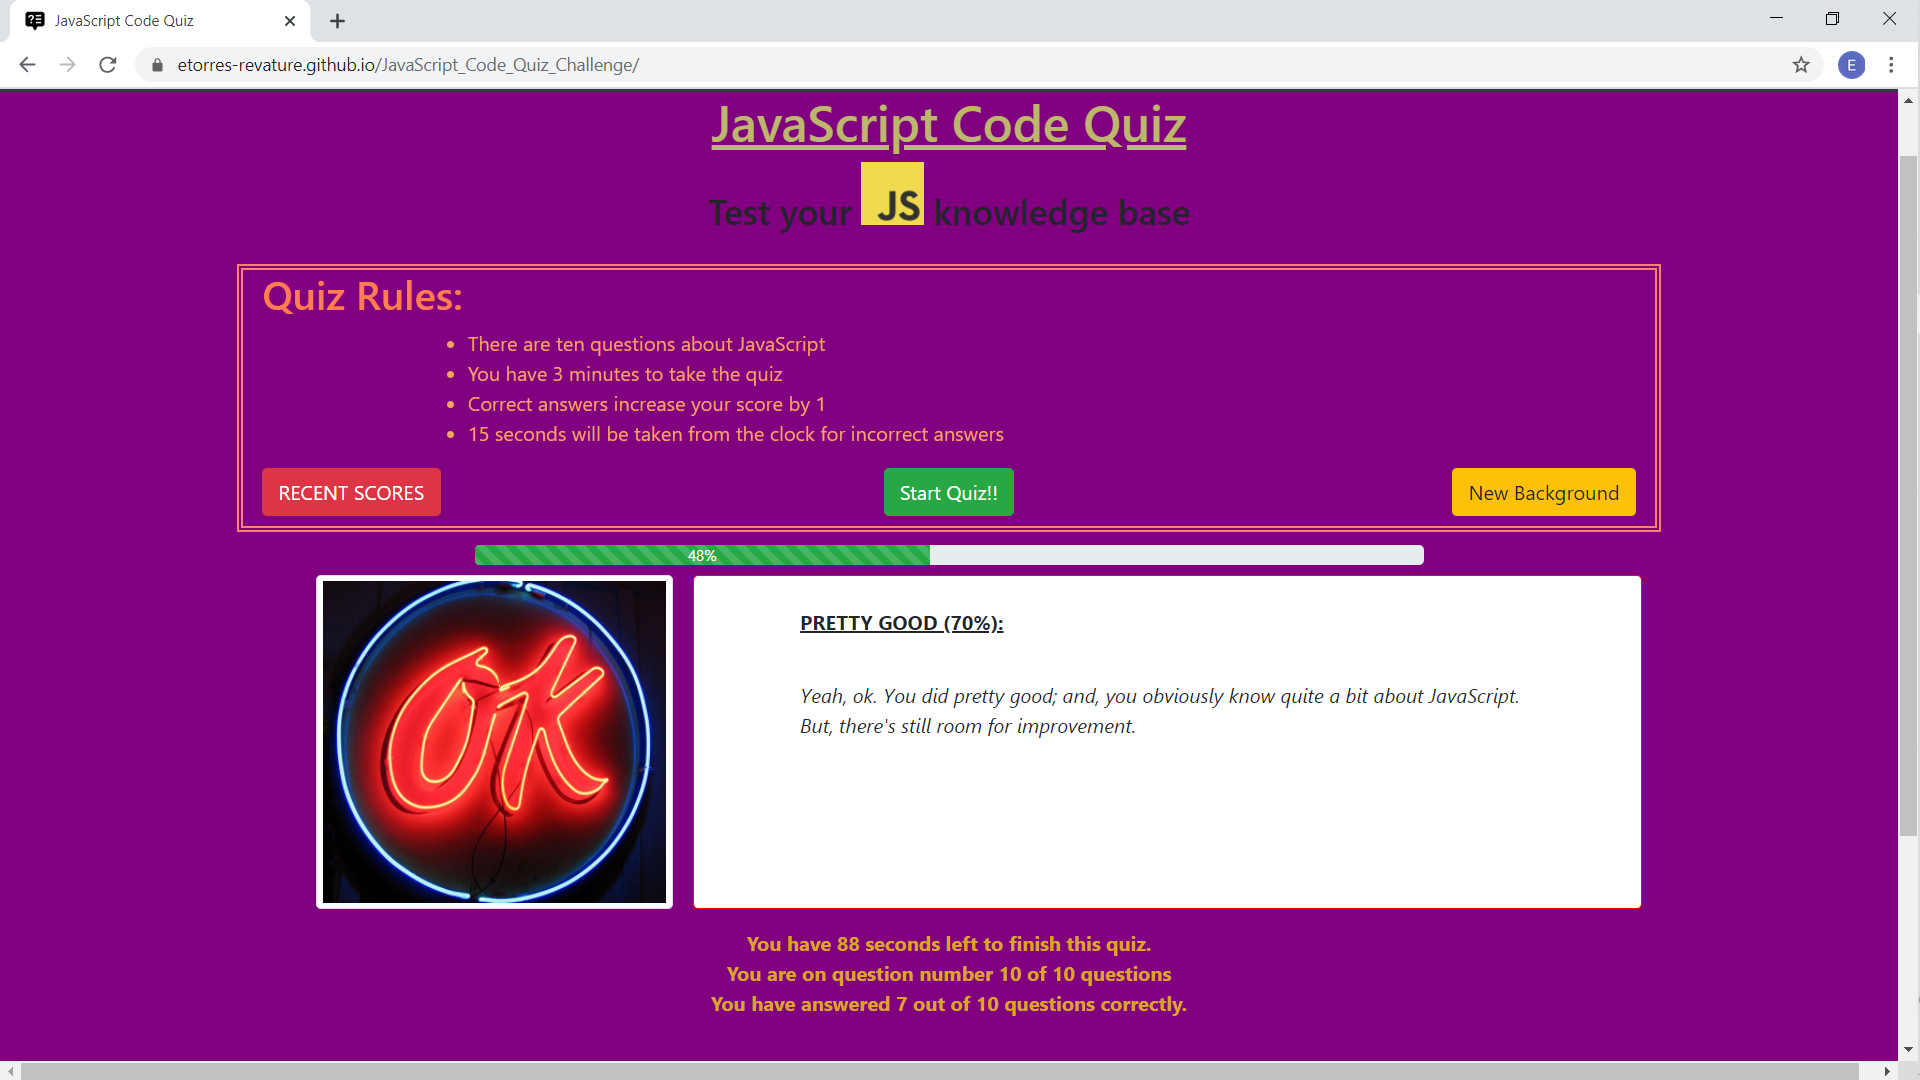 JavaScript Code Quiz
etorres-revature.github.io/JavaScript_Code_Quiz_Challenge/
E
JavaScript Code Quiz
Test your JS knowledge base
Quiz Rules:
There are ten questions about JavaScript
You have 3 minutes to take the quiz
Correct answers increase your score by 1
15 seconds will be taken from the clock for incorrect answers
RECENT SCORES
Start Quiz!!
New Background
48%
OK
PRETTY GOOD (70%):
Yeah, ok. You did pretty good; and, you obviously know quite a bit about JavaScript.
But, there's still room for improvement.
You have 88 seconds left to finish this quiz.
You are on question number 10 of 10 questions
You have answered 7 out of 10 questions correctly.